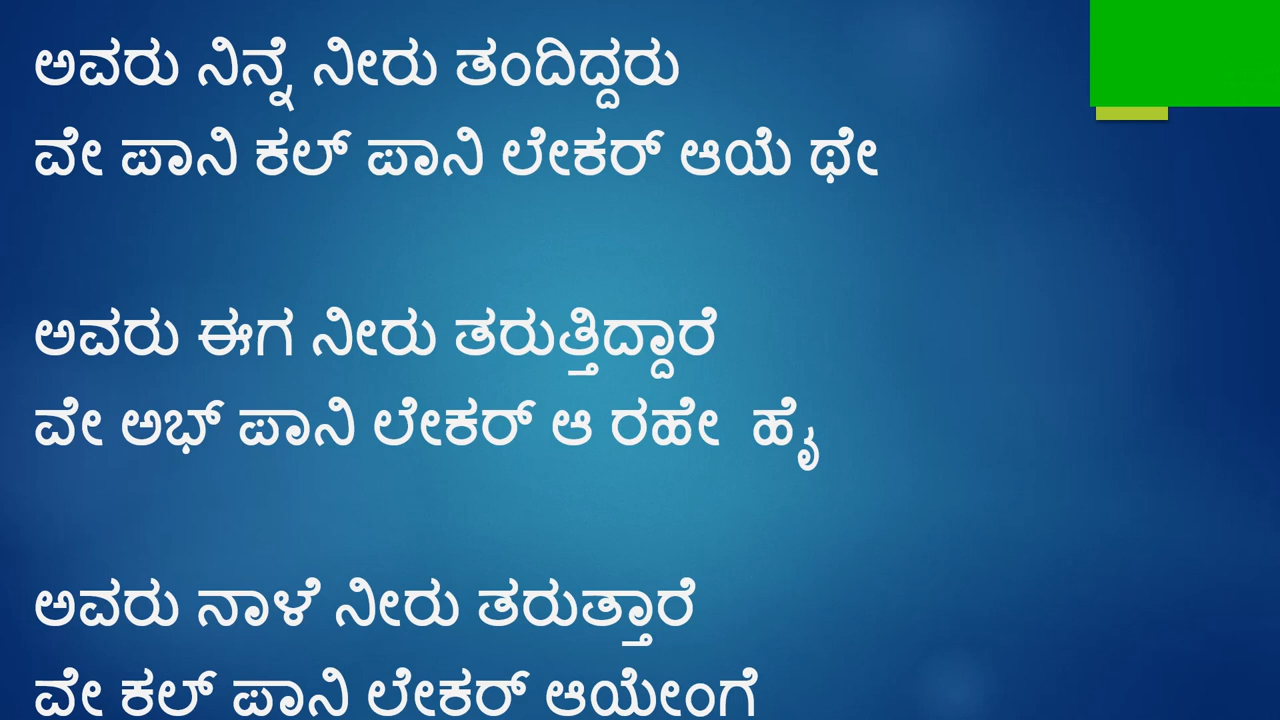 ಅವರು ನಿನ್ನೆ ನೀರು ತಂದಿದ್ದರು
ವೇ ಪಾನಿ ಕಲ್ ಪಾನಿ ಲೇಕರ್ ಆಯೆ ಥೇ
ಅವರು ಈಗ ನೀರು ತರುತ್ತಿದ್ದಾರೆ
ವೇ ಅಭ್ ಪಾನಿ ಲೇಕರ್ ಆ ರಹೇ ಹೈ
ಅವರು ನಾಳೆ ನೀರು ತರುತ್ತಾರೆ
ವೇ ಕಲ್ ಪಾನಿ ಲೇಕರ್ ಆಯೇಂಗೆ